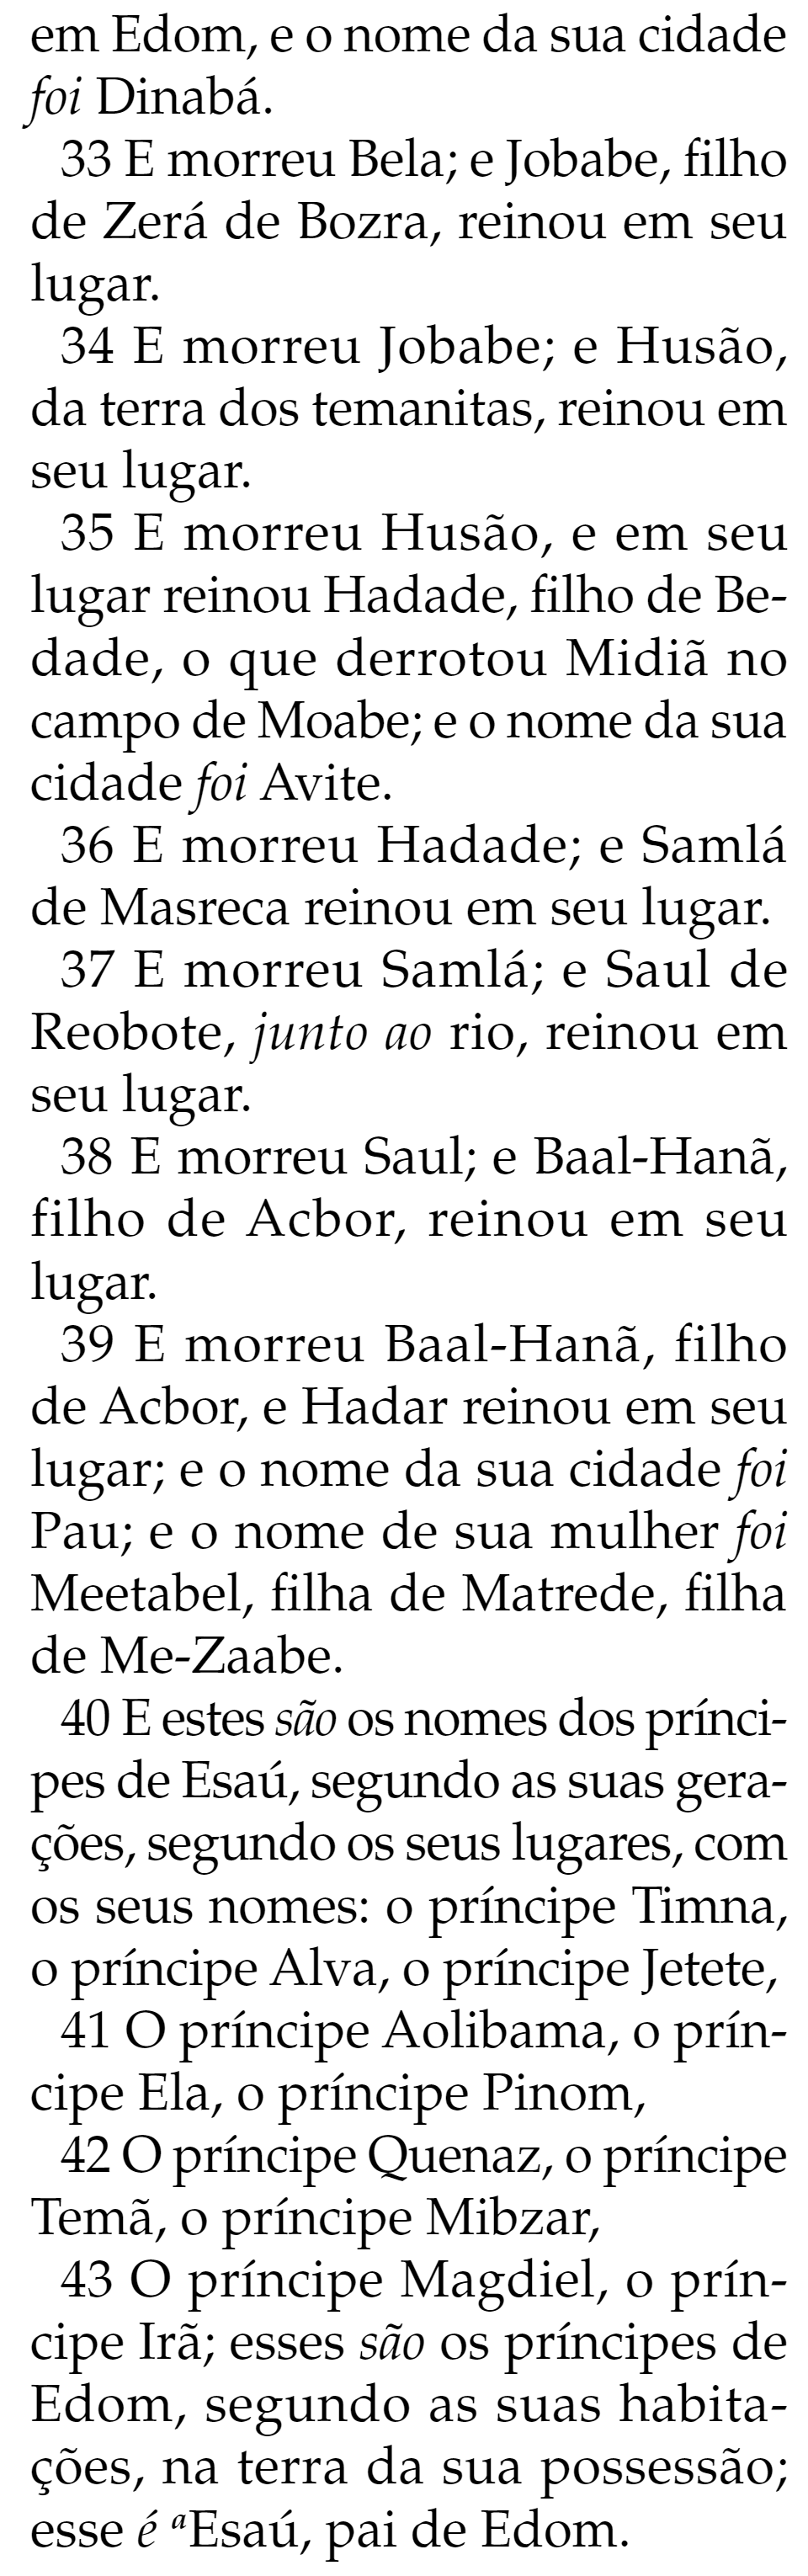 em Edom, e o nome da sua cidade
foi Dinabá.
33 E morreu Bela; e Jobabe, filho
de Zerá de Bozra, reinou em seu
lugar.
34 E morreu Jobabe; e Husão,
da terra dos temanitas, reinou em
seu lugar.
35 E morreu Husão, e em seu
lugar reinou Hadade, filho de Be-
dade, o que derrotou Midiã no
campo de Moabe; e o nome da sua
cidade foi Avite.
36 E morreu Hadade; e Samlá
de Masreca reinou em seu lugar.
37 E morreu Samlá; e Saul de
Reobote, junto ao rio, reinou em
seu lugar.
38 E morreu Saul; e Baal-Hanã,
filho de Acbor, reinou em seu
lugar.
39 E morreu Baal-Hanã, filho
de Acbor, e Hadar reinou em seu
lugar; e o nome da sua cidade foi
Pau; e o nome de sua mulher foi
Meetabel, filha de Matrede, filha
de Me-Zaabe.
40 E estes são os nomes dos prínci-
pes de Esaú, segundo as suas gera-
ções, segundo os seus lugares, com
os seus nomes: o príncipe Timna,
o príncipe Alva, o príncipe Jetete,
41 O príncipe Aolibama, o prín-
cipe Ela, o príncipe Pinom,
42 O príncipe Quenaz, o príncipe
Temã, o príncipe Mibzar,
43 O príncipe Magdiel, o prín-
cipe Irã; esses são os príncipes de
Edom, segundo as suas habita-
ções, na terra da sua possessão;
esse é ᵃEsaú, pai de Edom.